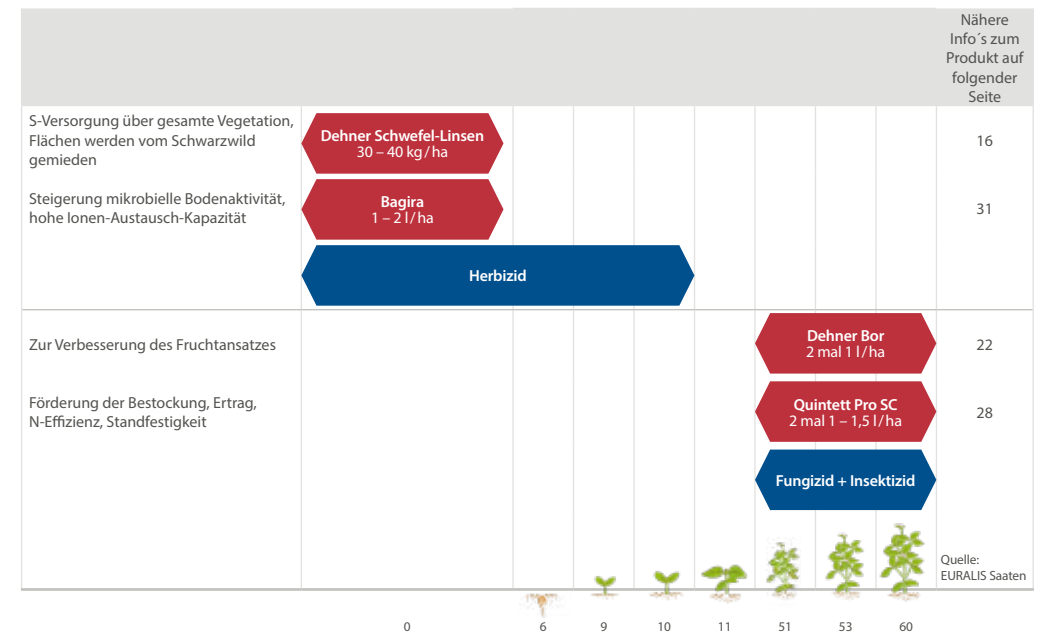 Nähere
Info´s zum
Produkt auf
folgender
Seite
S-Versorgung über gesamte Vegetation,
Flächen werden vom Schwarzwild
gemieden
Dehner Schwefel-Linsen
30 – 40 kg/ha
16
Steigerung mikrobielle Bodenaktivität,
hohe Ionen-Austausch-Kapazität
Bagira
1 – 2 l/ha
31
Herbizid
Zur Verbesserung des Fruchtansatzes
Dehner Bor
2 mal 1 l/ha
22
Förderung der Bestockung, Ertrag,
N-Effizienz, Standfestigkeit
Quintett Pro SC
2 mal 1 – 1,5 l/ha
28
Fungizid + Insektizid
Quelle:
EURALIS Saaten
0 6 9 10 11 51 53 60